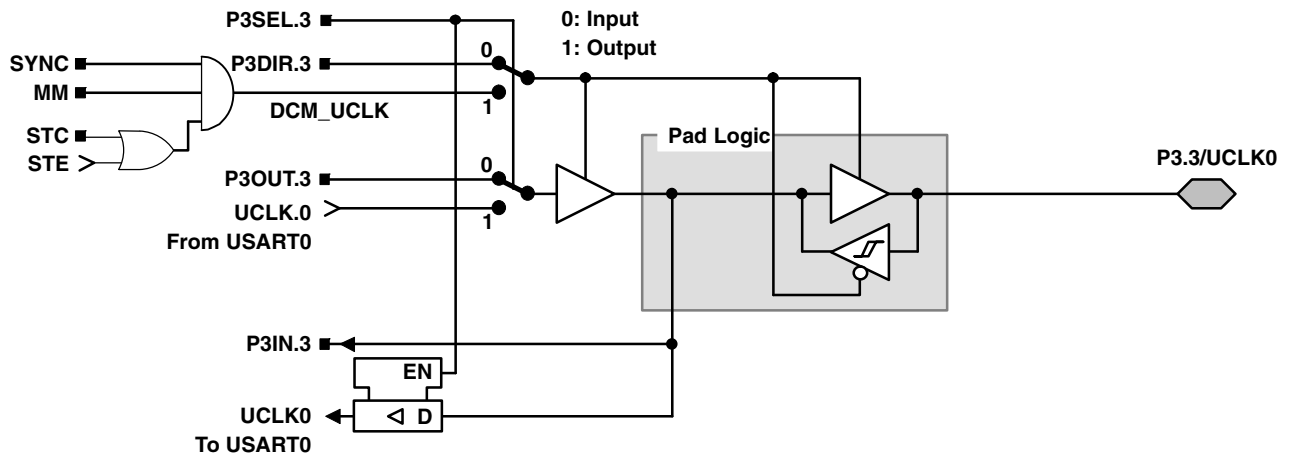 P3SEL.3
0: Input
1: Output
SYNC
P3DIR.3
0
MM
1
DCM_UCLK
STC
STE
Pad Logic
P3.3/UCLK0
P3OUT.3
0
UCLK.0
1
From USART0
P3IN.3
EN
UCLK0
D
To USART0